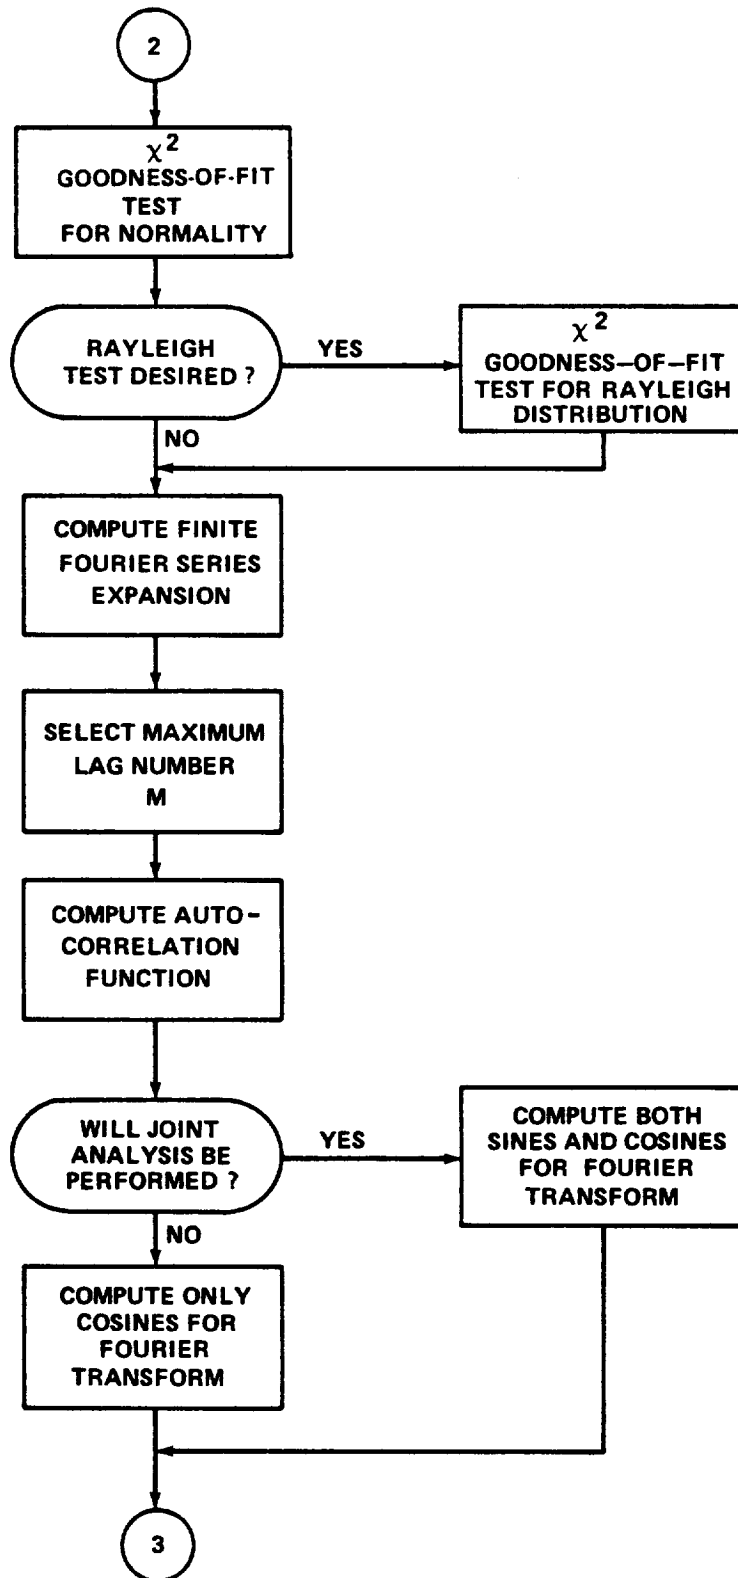 2
χ²
GOODNESS-OF-FIT
TEST
FOR NORMALITY
RAYLEIGH
TEST DESIRED ?
YES
χ²
GOODNESS–OF–FIT
TEST FOR RAYLEIGH
DISTRIBUTION
NO
COMPUTE FINITE
FOURIER SERIES
EXPANSION
SELECT MAXIMUM
LAG NUMBER
M
COMPUTE AUTO–
CORRELATION
FUNCTION
WILL JOINT
ANALYSIS BE
PERFORMED ?
YES
COMPUTE BOTH
SINES AND COSINES
FOR FOURIER
TRANSFORM
NO
COMPUTE ONLY
COSINES FOR
FOURIER
TRANSFORM
3